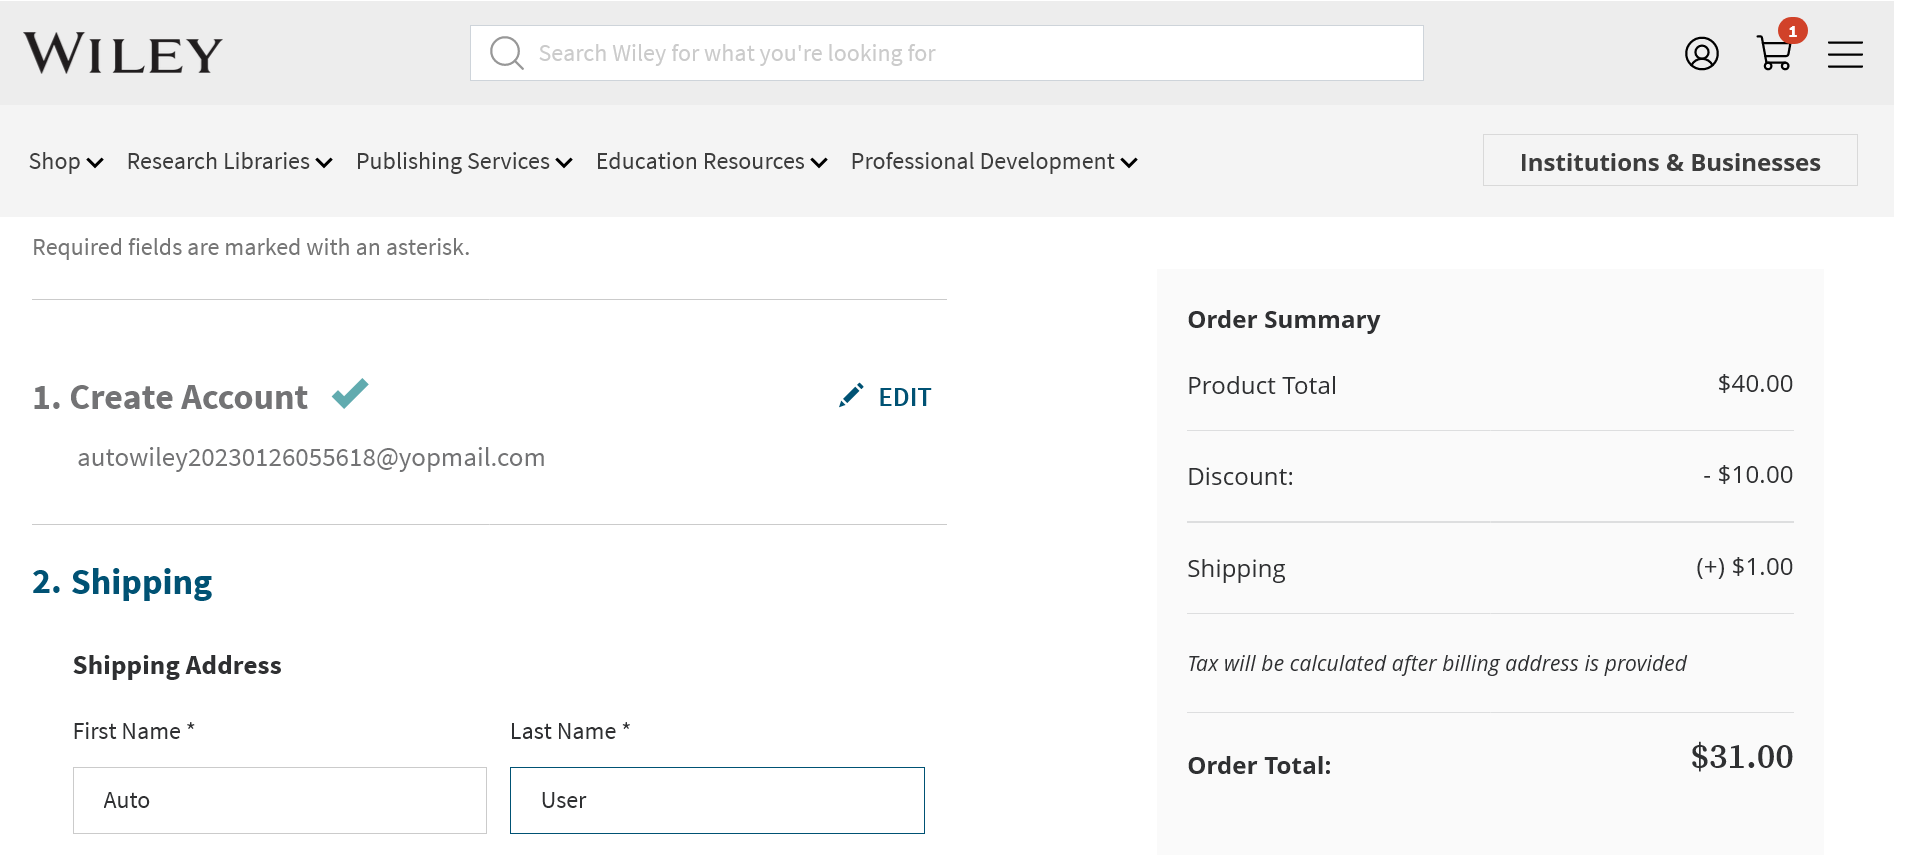 WILEY
Search Wiley for what you're looking for
1
Shop
Research Libraries
Publishing Services
Education Resources
Professional Development
Institutions & Businesses
Required fields are marked with an asterisk.
1. Create Account
EDIT
autowiley20230126055618@yopmail.com
2. Shipping
Shipping Address
First Name *
Last Name *
Auto
User
Order Summary
Product Total $40.00
Discount: - $10.00
Shipping (+) $1.00
Tax will be calculated after billing address is provided
Order Total: $31.00